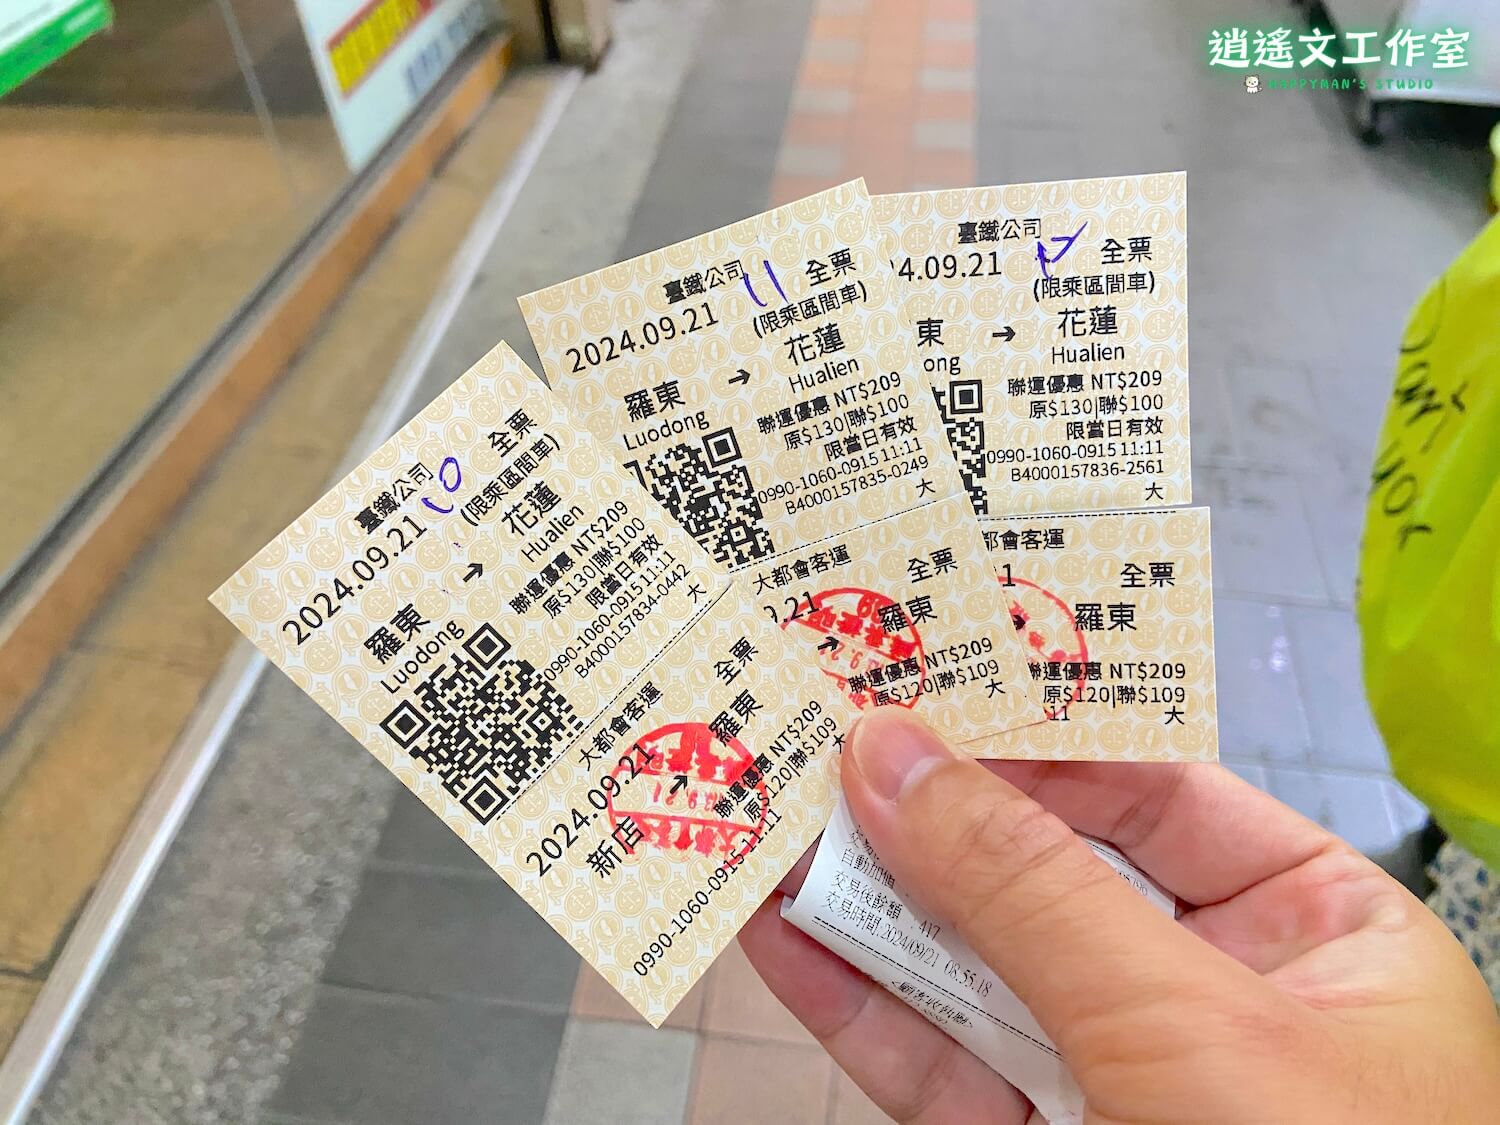 逍遙文工作室
HAPPYMAN'S STUDIO
臺鐵公司
2024.09.21
10
全票
(限乘區間車)
羅東
Luodong
→
花蓮
Hualien
聯運優惠 NT$209
原$130|聯$100
限當日有效
0990-1060-0915 11:11
B4000157834-0442
大
大都會客運
2024.09.21
全票
新店
→
羅東
聯運優惠 NT$209
原$120|聯$109
0990-1060-0915 11:11
大
臺鐵公司
2024.09.21
11
全票
(限乘區間車)
羅東
Luodong
→
花蓮
Hualien
聯運優惠 NT$209
原$130|聯$100
限當日有效
0990-1060-0915 11:11
B4000157835-0249
大
大都會客運
9.21
全票
→
羅東
聯運優惠 NT$209
原$120|聯$109
大
臺鐵公司
4.09.21
12
全票
(限乘區間車)
東
ong
→
花蓮
Hualien
聯運優惠 NT$209
原$130|聯$100
限當日有效
0990-1060-0915 11:11
B4000157836-2561
大
都會客運
1
全票
→
羅東
聯運優惠 NT$209
原$120|聯$109
11
大
自動加值
交易後餘額 : 417
交易時間:2024/09/21 08.55.18